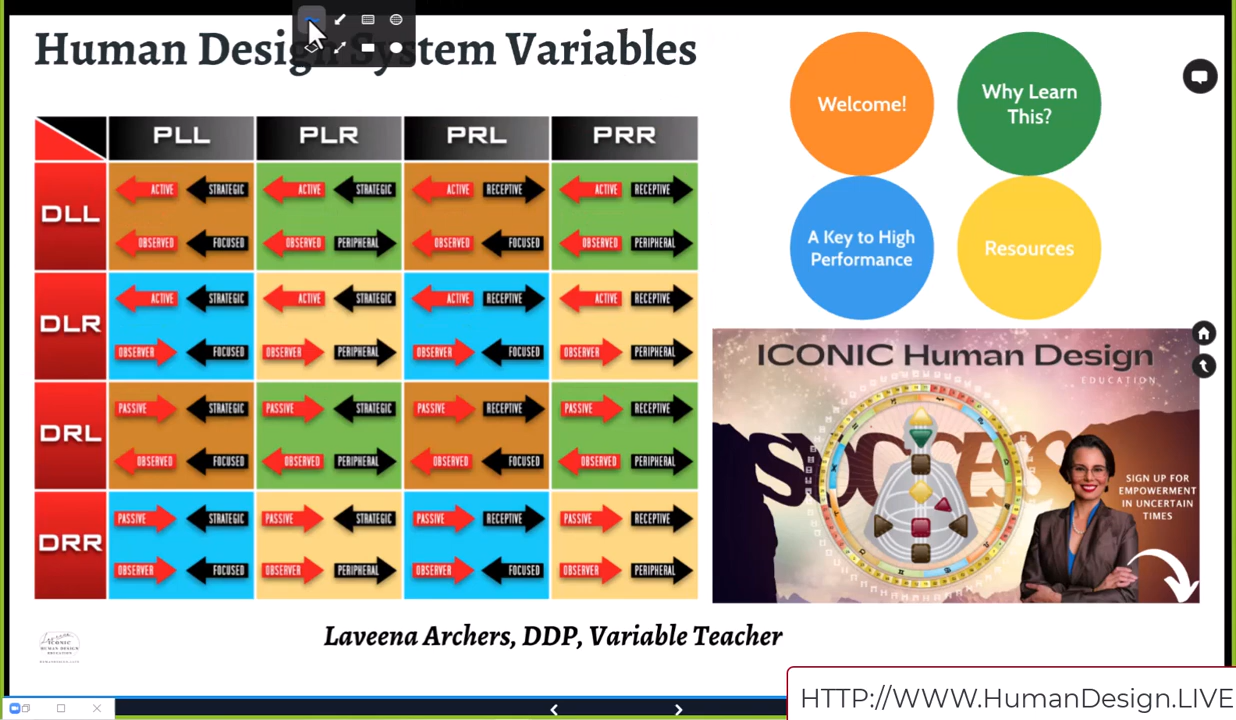 Human Design System Variables
PLL PLR PRL PRR
DLL
ACTIVE STRATEGIC ACTIVE STRATEGIC ACTIVE RECEPTIVE ACTIVE RECEPTIVE
OBSERVED FOCUSED OBSERVED PERIPHERAL OBSERVED FOCUSED OBSERVED PERIPHERAL
DLR
ACTIVE STRATEGIC ACTIVE STRATEGIC ACTIVE RECEPTIVE ACTIVE RECEPTIVE
OBSERVER FOCUSED OBSERVER PERIPHERAL OBSERVER FOCUSED OBSERVER PERIPHERAL
DRL
PASSIVE STRATEGIC PASSIVE STRATEGIC PASSIVE RECEPTIVE PASSIVE RECEPTIVE
OBSERVED FOCUSED OBSERVED PERIPHERAL OBSERVED FOCUSED OBSERVED PERIPHERAL
DRR
PASSIVE STRATEGIC PASSIVE STRATEGIC PASSIVE RECEPTIVE PASSIVE RECEPTIVE
OBSERVER FOCUSED OBSERVER PERIPHERAL OBSERVER FOCUSED OBSERVER PERIPHERAL
Welcome!
Why Learn
This?
A Key to High
Performance
Resources
ICONIC Human Design
EDUCATION
SUCCESS
SIGN UP FOR
EMPOWERMENT
IN UNCERTAIN
TIMES
Laveena Archers, DDP, Variable Teacher
HTTP://WWW.HumanDesign.LIVE